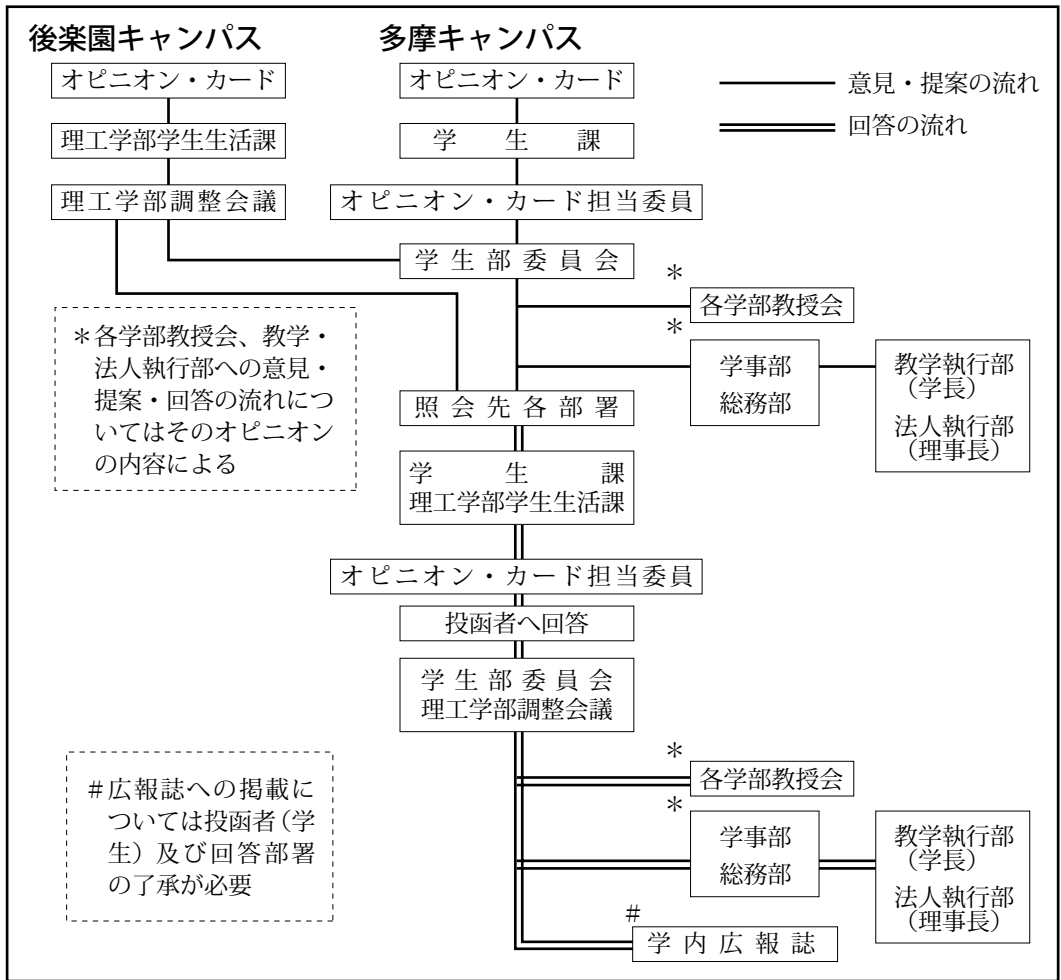 後楽園キャンパス
多摩キャンパス
オピニオン・カード
オピニオン・カード
意見・提案の流れ
回答の流れ
理工学部学生生活課
学生課
理工学部調整会議
オピニオン・カード担当委員
学生部委員会
*
各学部教授会
*
学事部
総務部
教学執行部
(学長)
法人執行部
(理事長)
*各学部教授会、教学・
法人執行部への意見・
提案・回答の流れにつ
いてはそのオピニオン
の内容による
照会先各部署
学生課
理工学部学生生活課
オピニオン・カード担当委員
投函者へ回答
学生部委員会
理工学部調整会議
*
各学部教授会
*
学事部
総務部
教学執行部
(学長)
法人執行部
(理事長)
#広報誌への掲載に
ついては投函者(学
生)及び回答部署
の了承が必要
#
学内広報誌